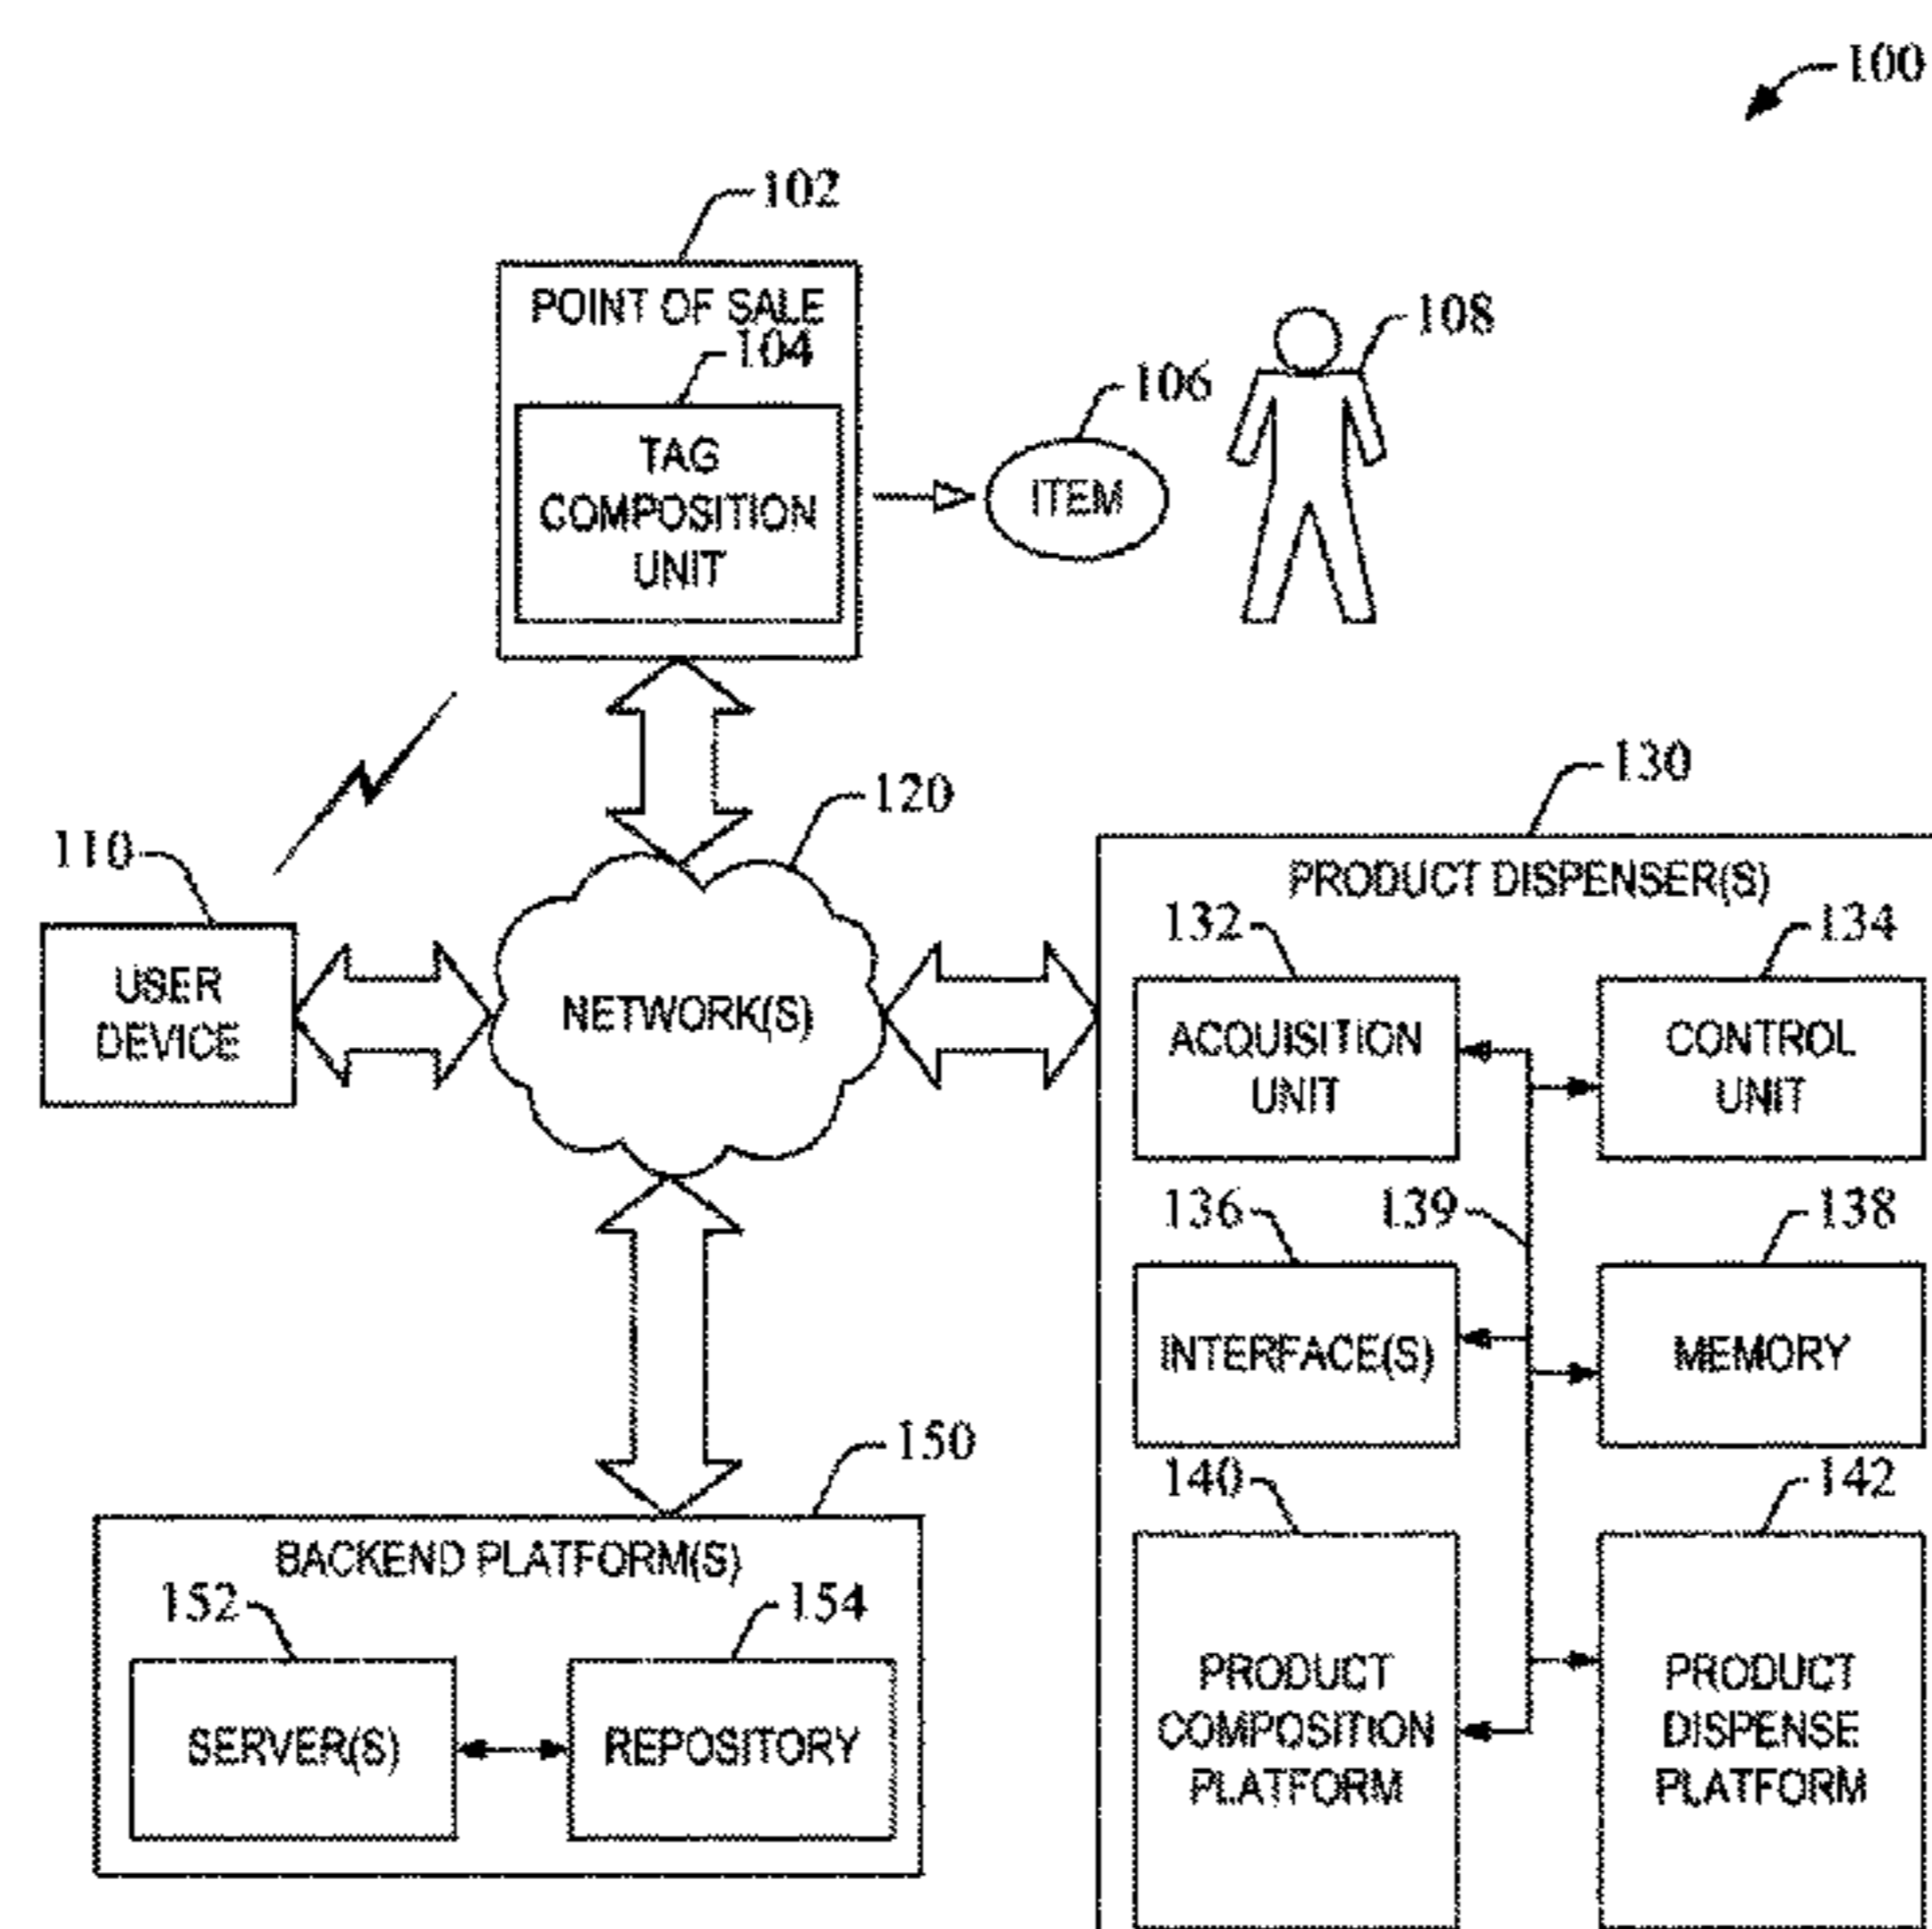 100
102
POINT OF SALE
104
108
106
TAG
COMPOSITION
UNIT
ITEM
130
120
110
PRODUCT DISPENSER(S)
132
134
USER
DEVICE
NETWORK(S)
ACQUISITION
UNIT
CONTROL
UNIT
136
139
138
INTERFACE(S)
MEMORY
150
140
142
BACKEND PLATFORM(S)
152
154
SERVER(S)
REPOSITORY
PRODUCT
COMPOSITION
PLATFORM
PRODUCT
DISPENSE
PLATFORM